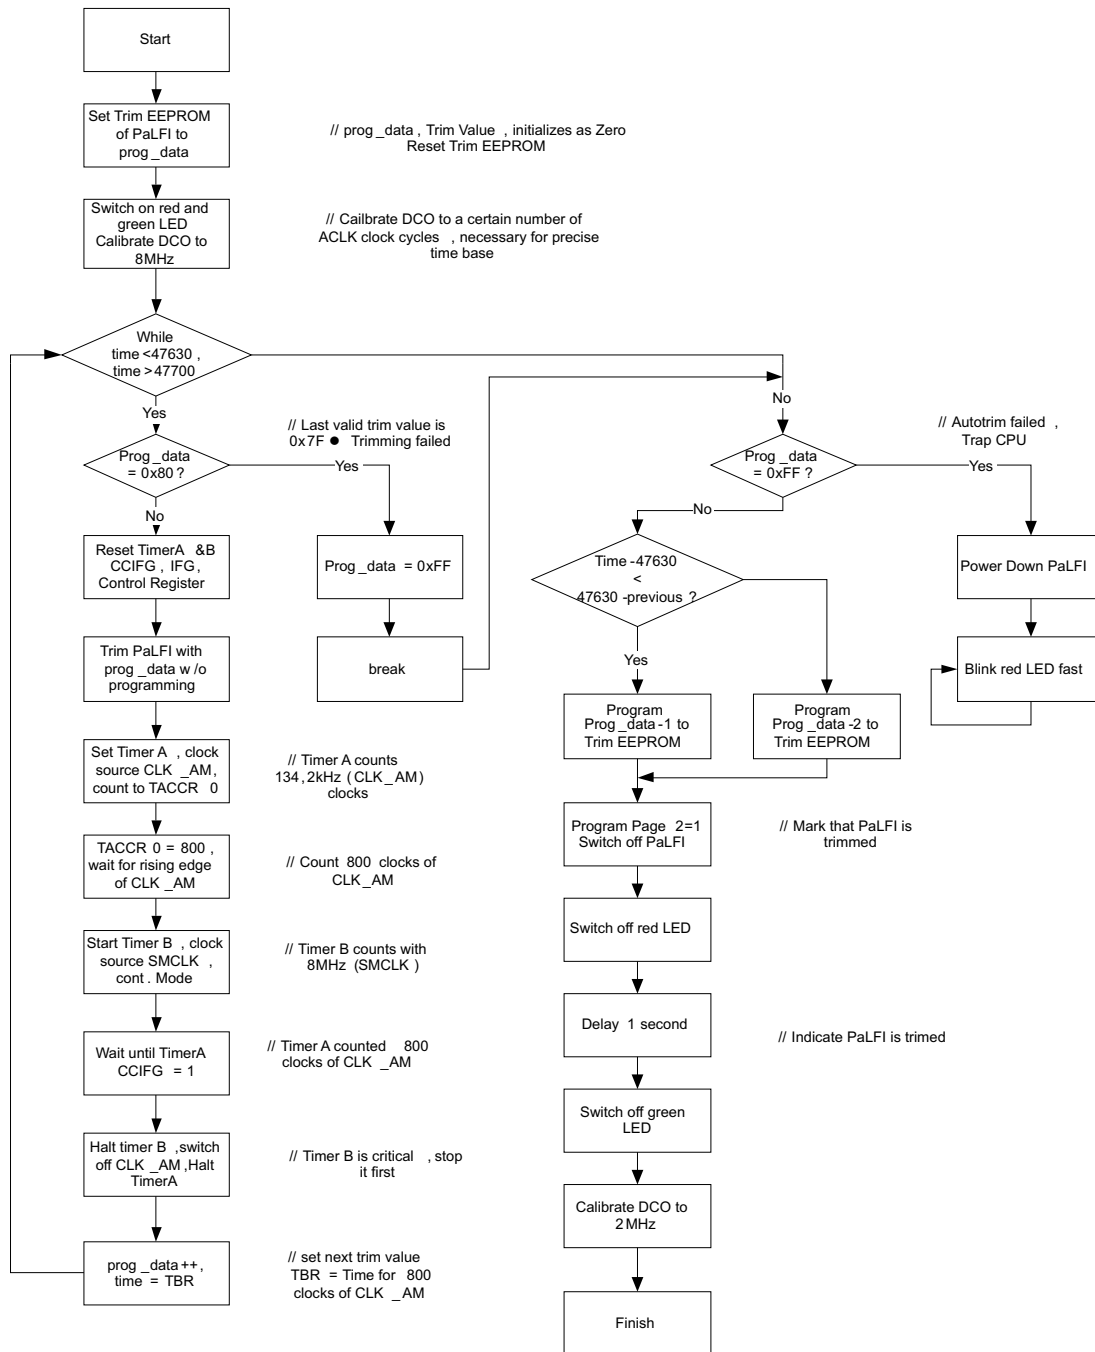 Start
Set Trim EEPROM
of PaLFI to
prog _data
// prog _data , Trim Value , initializes as Zero
Reset Trim EEPROM
Switch on red and
green LED
Calibrate DCO to
8MHz
// Cailbrate DCO to a certain number of
ACLK clock cycles , necessary for precise
time base
While
time <47630 ,
time >47700
Yes
No
Prog _data
= 0x80 ?
// Last valid trim value is
0x7F ● Trimming failed
Yes
No
Reset TimerA &B
CCIFG , IFG,
Control Register
Prog _data = 0xFF
break
Trim PaLFI with
prog _data w /o
programming
Set Timer A , clock
source CLK _AM,
count to TACCR 0
// Timer A counts
134,2kHz (CLK _AM)
clocks
TACCR 0 = 800 ,
wait for rising edge
of CLK _AM
// Count 800 clocks of
CLK _AM
Start Timer B , clock
source SMCLK ,
cont . Mode
// Timer B counts with
8MHz (SMCLK )
Wait until TimerA
CCIFG = 1
// Timer A counted 800
clocks of CLK _AM
Halt timer B ,switch
off CLK _AM ,Halt
TimerA
// Timer B is critical , stop
it first
prog _data ++,
time = TBR
// set next trim value
TBR = Time for 800
clocks of CLK _AM
Prog _data
= 0xFF ?
// Autotrim failed ,
Trap CPU
Yes
No
Power Down PaLFI
Blink red LED fast
Time -47630
<
47630 -previous ?
Yes
Program
Prog _data -1 to
Trim EEPROM
Program
Prog _data -2 to
Trim EEPROM
Program Page 2=1
Switch off PaLFI
// Mark that PaLFI is
trimmed
Switch off red LED
Delay 1 second
// Indicate PaLFI is trimed
Switch off green
LED
Calibrate DCO to
2MHz
Finish